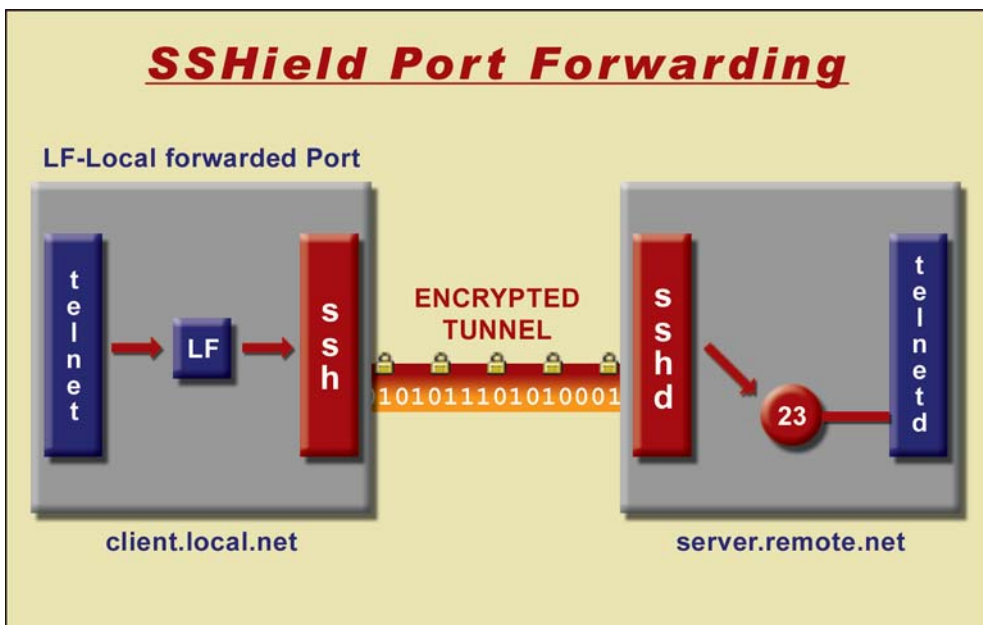 SSHield Port Forwarding
LF-Local forwarded Port
telnet
LF
ssh
ENCRYPTED
TUNNEL
0101011101010001
sshd
23
telnetd
client.local.net
server.remote.net